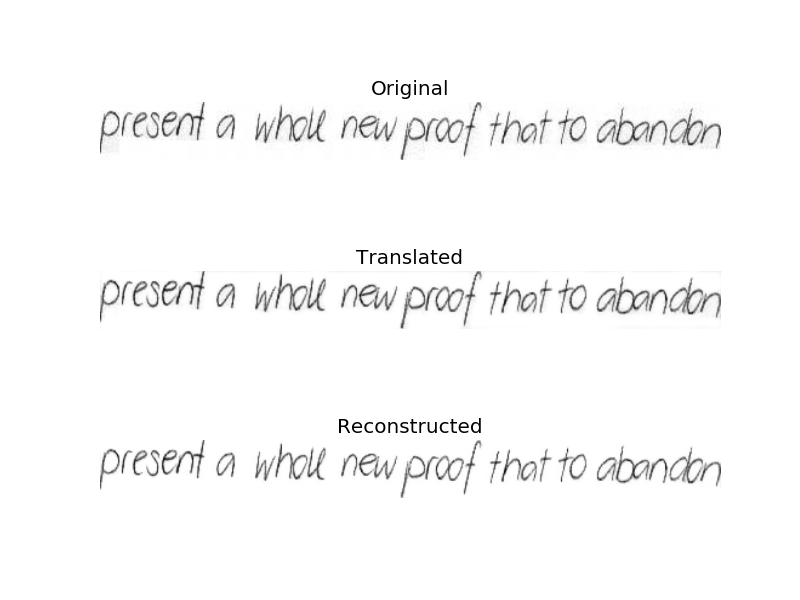 Original
present a whole new proof that to abandon
Translated
present a whole new proof that to abandon
Reconstructed
present a whole new proof that to abandon